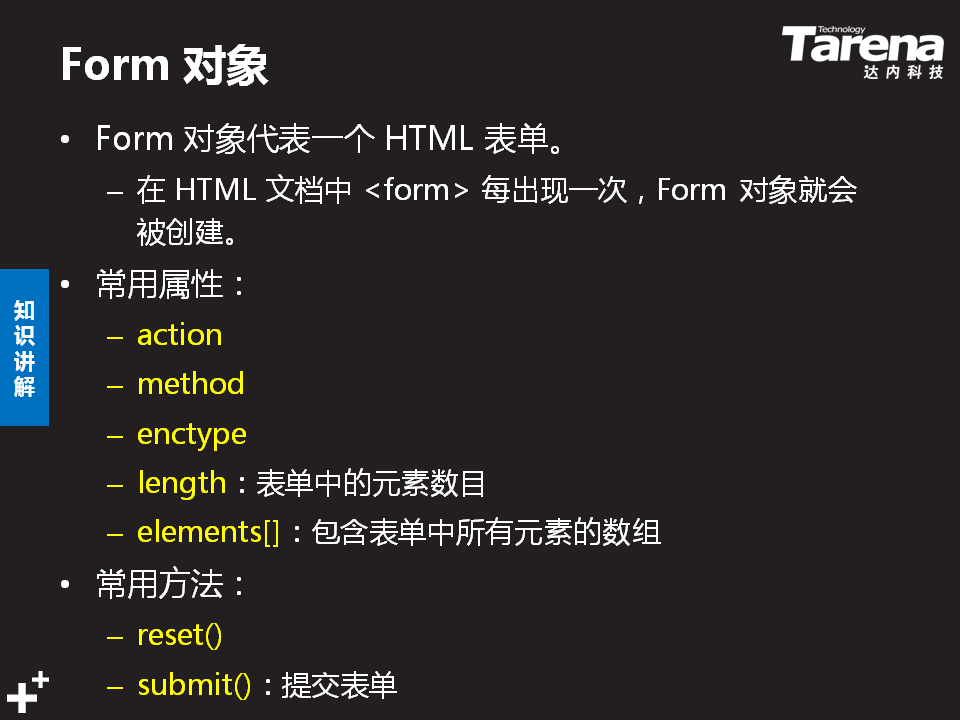 Form 对象
Technology
Tarena
达内科技
• Form 对象代表一个 HTML 表单。
– 在 HTML 文档中 <form> 每出现一次，Form 对象就会
被创建。
• 常用属性：
– action
– method
– enctype
– length：表单中的元素数目
– elements[]：包含表单中所有元素的数组
• 常用方法：
– reset()
– submit()：提交表单
知
识
讲
解